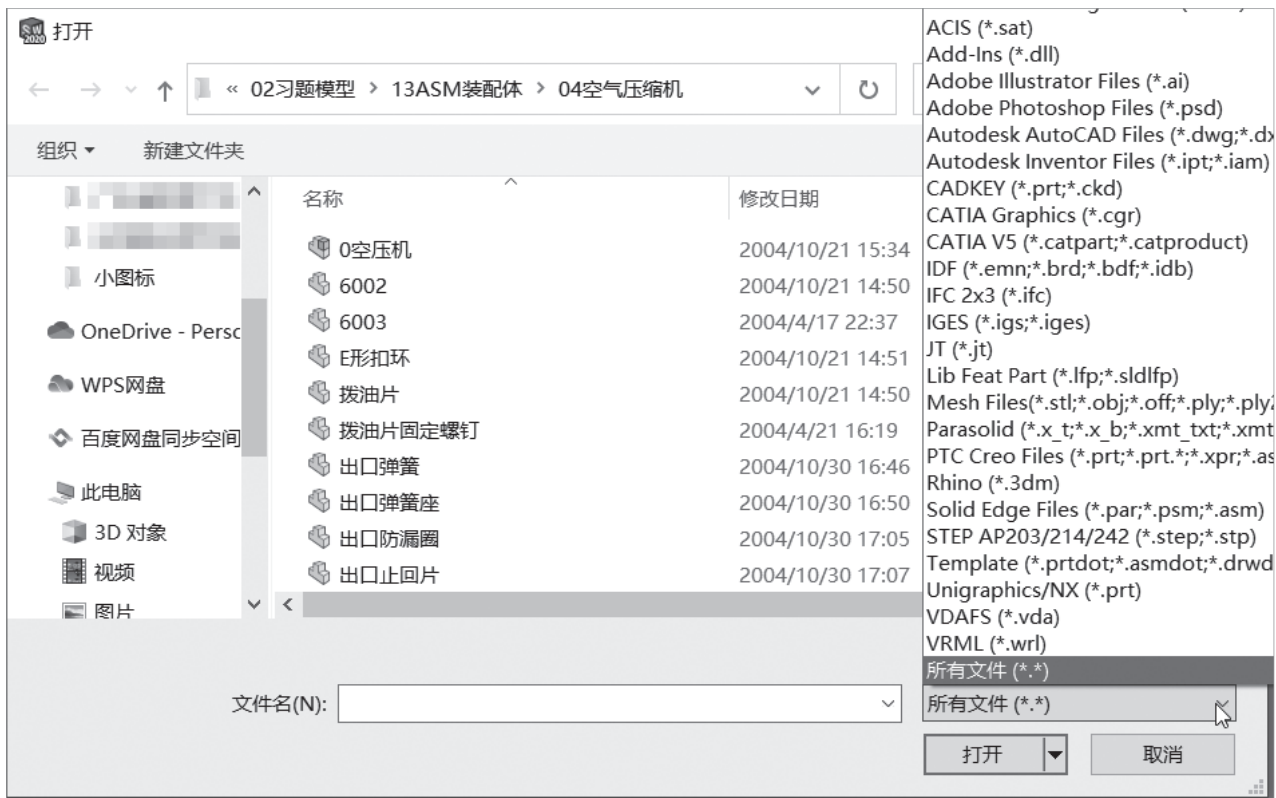 SW
2020
打开
« 02习题模型 > 13ASM装配体 > 04空气压缩机
组织
新建文件夹
小图标
OneDrive - Persc
WPS网盘
百度网盘同步空间
此电脑
3D 对象
视频
图片
名称
修改日期
0空压机 2004/10/21 15:34
6002 2004/10/21 14:50
6003 2004/4/17 22:37
E形扣环 2004/10/21 14:51
拨油片 2004/10/21 14:50
拨油片固定螺钉 2004/4/21 16:19
出口弹簧 2004/10/30 16:46
出口弹簧座 2004/10/30 16:50
出口防漏圈 2004/10/30 17:05
出口止回片 2004/10/30 17:07
ACIS (*.sat)
Add-Ins (*.dll)
Adobe Illustrator Files (*.ai)
Adobe Photoshop Files (*.psd)
Autodesk AutoCAD Files (*.dwg;*.dx
Autodesk Inventor Files (*.ipt;*.iam)
CADKEY (*.prt;*.ckd)
CATIA Graphics (*.cgr)
CATIA V5 (*.catpart;*.catproduct)
IDF (*.emn;*.brd;*.bdf;*.idb)
IFC 2x3 (*.ifc)
IGES (*.igs;*.iges)
JT (*.jt)
Lib Feat Part (*.lfp;*.sldlfp)
Mesh Files(*.stl;*.obj;*.off;*.ply;*.ply2
Parasolid (*.x_t;*.x_b;*.xmt_txt;*.xmt
PTC Creo Files (*.prt;*.prt.*;*.xpr;*.as
Rhino (*.3dm)
Solid Edge Files (*.par;*.psm;*.asm)
STEP AP203/214/242 (*.step;*.stp)
Template (*.prtdot;*.asmdot;*.drwd
Unigraphics/NX (*.prt)
VDAFS (*.vda)
VRML (*.wrl)
所有文件 (*.*)
文件名(N):
所有文件 (*.*)
打开
取消